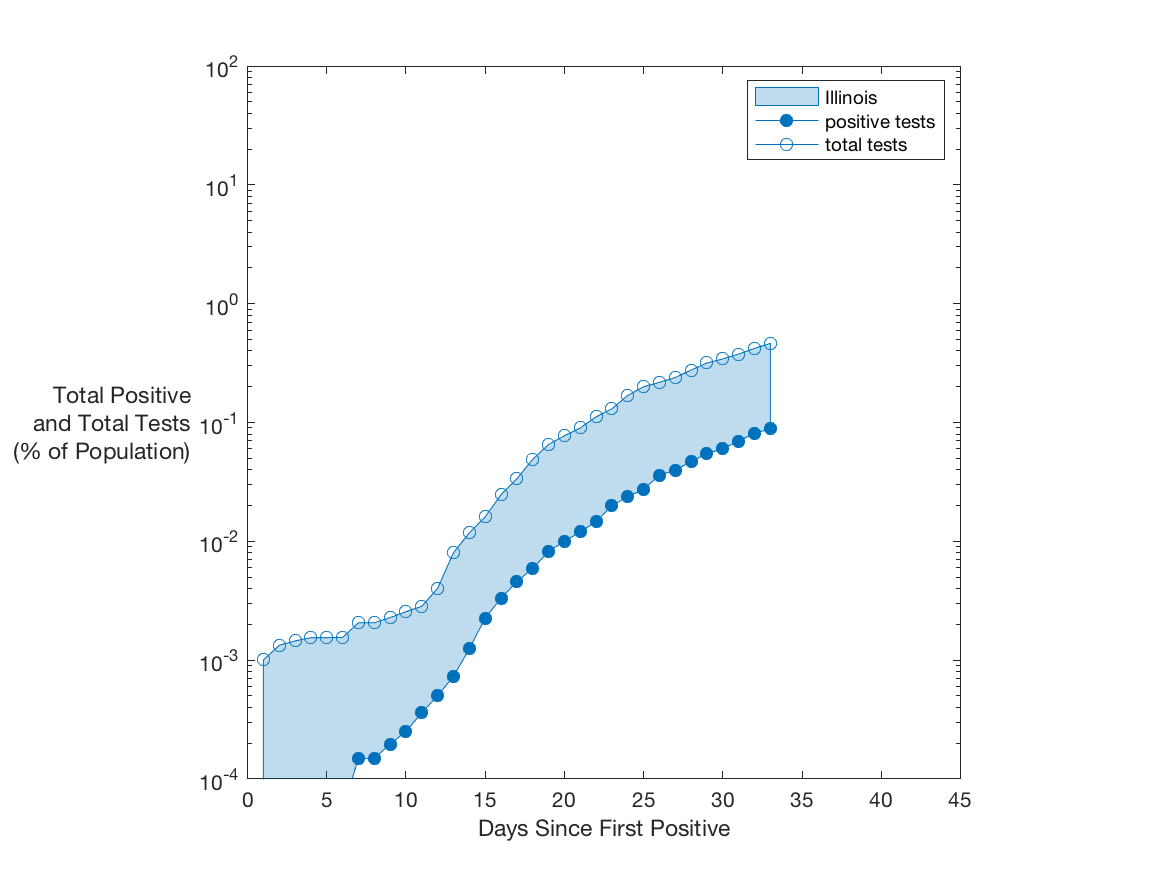 10^2
10^1
10^0
10^-1
10^-2
10^-3
10^-4
Total Positive
and Total Tests
(% of Population)
Illinois
positive tests
total tests
0 5 10 15 20 25 30 35 40 45
Days Since First Positive